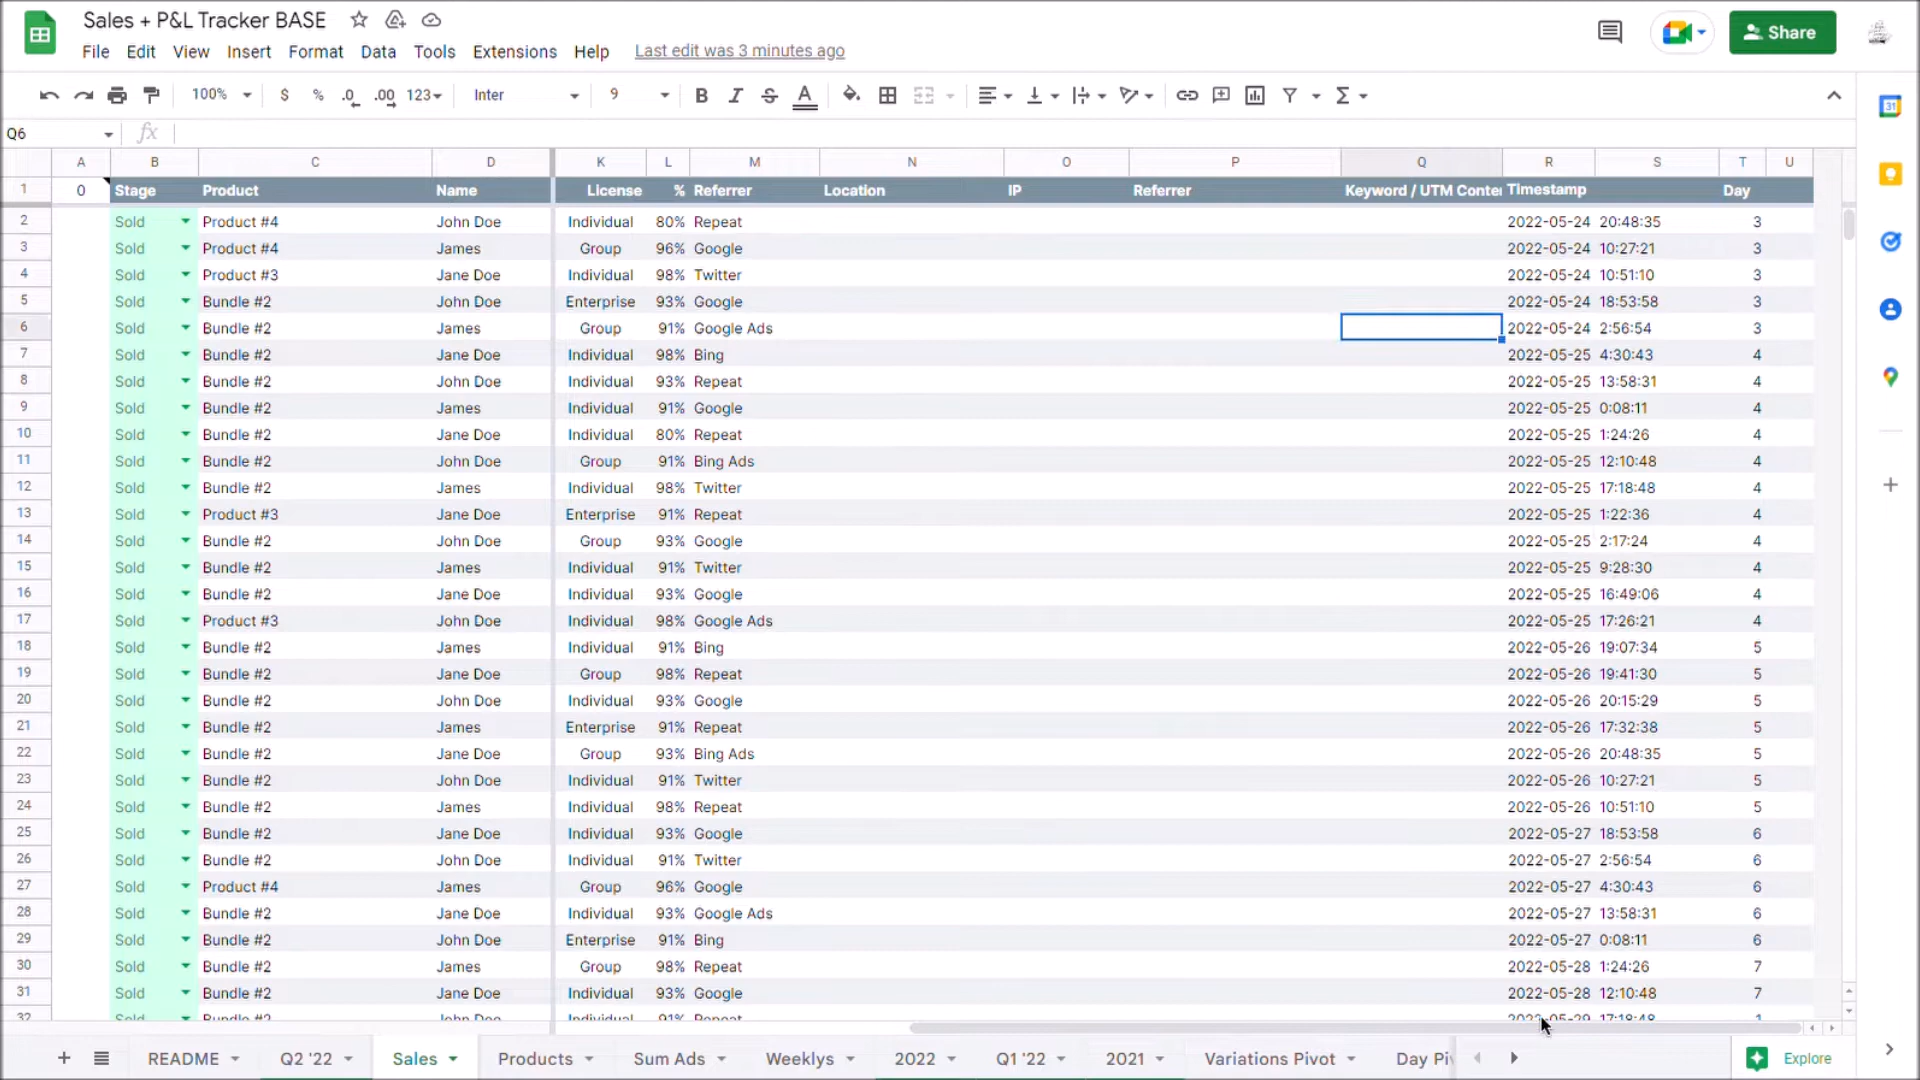 Sales + P&L Tracker BASE
File Edit View Insert Format Data Tools Extensions Help Last edit was 3 minutes ago
Share
100% $ % .0 .00 123 Inter 9 B I S A
Q6 fx
A B C D K L M N O P Q R S T U
1 0 Stage Product Name License % Referrer Location IP Referrer Keyword / UTM Conte Timestamp Day
2 Sold Product #4 John Doe Individual 80% Repeat 2022-05-24 20:48:35 3
3 Sold Product #4 James Group 96% Google 2022-05-24 10:27:21 3
4 Sold Product #3 Jane Doe Individual 98% Twitter 2022-05-24 10:51:10 3
5 Sold Bundle #2 John Doe Enterprise 93% Google 2022-05-24 18:53:58 3
6 Sold Bundle #2 James Group 91% Google Ads 2022-05-24 2:56:54 3
7 Sold Bundle #2 Jane Doe Individual 98% Bing 2022-05-25 4:30:43 4
8 Sold Bundle #2 John Doe Individual 93% Repeat 2022-05-25 13:58:31 4
9 Sold Bundle #2 James Individual 91% Google 2022-05-25 0:08:11 4
10 Sold Bundle #2 Jane Doe Individual 80% Repeat 2022-05-25 1:24:26 4
11 Sold Bundle #2 John Doe Group 91% Bing Ads 2022-05-25 12:10:48 4
12 Sold Bundle #2 James Individual 98% Twitter 2022-05-25 17:18:48 4
13 Sold Product #3 Jane Doe Enterprise 91% Repeat 2022-05-25 1:22:36 4
14 Sold Bundle #2 John Doe Group 93% Google 2022-05-25 2:17:24 4
15 Sold Bundle #2 James Individual 91% Twitter 2022-05-25 9:28:30 4
16 Sold Bundle #2 Jane Doe Individual 93% Google 2022-05-25 16:49:06 4
17 Sold Product #3 John Doe Individual 98% Google Ads 2022-05-25 17:26:21 4
18 Sold Bundle #2 James Individual 91% Bing 2022-05-26 19:07:34 5
19 Sold Bundle #2 Jane Doe Group 98% Repeat 2022-05-26 19:41:30 5
20 Sold Bundle #2 John Doe Individual 93% Google 2022-05-26 20:15:29 5
21 Sold Bundle #2 James Enterprise 91% Repeat 2022-05-26 17:32:38 5
22 Sold Bundle #2 Jane Doe Group 93% Bing Ads 2022-05-26 20:48:35 5
23 Sold Bundle #2 John Doe Individual 91% Twitter 2022-05-26 10:27:21 5
24 Sold Bundle #2 James Individual 98% Repeat 2022-05-26 10:51:10 5
25 Sold Bundle #2 Jane Doe Individual 93% Google 2022-05-27 18:53:58 6
26 Sold Bundle #2 John Doe Individual 91% Twitter 2022-05-27 2:56:54 6
27 Sold Product #4 James Group 96% Google 2022-05-27 4:30:43 6
28 Sold Bundle #2 Jane Doe Individual 93% Google Ads 2022-05-27 13:58:31 6
29 Sold Bundle #2 John Doe Enterprise 91% Bing 2022-05-27 0:08:11 6
30 Sold Bundle #2 James Group 98% Repeat 2022-05-28 1:24:26 7
31 Sold Bundle #2 Jane Doe Individual 93% Google 2022-05-28 12:10:48 7
32 Sold Bundle #2 John Doe Individual 91% Repeat 2022-05-29 17:18:48 1
README Q2 '22 Sales Products Sum Ads Weeklys 2022 Q1 '22 2021 Variations Pivot Day Pi Explore